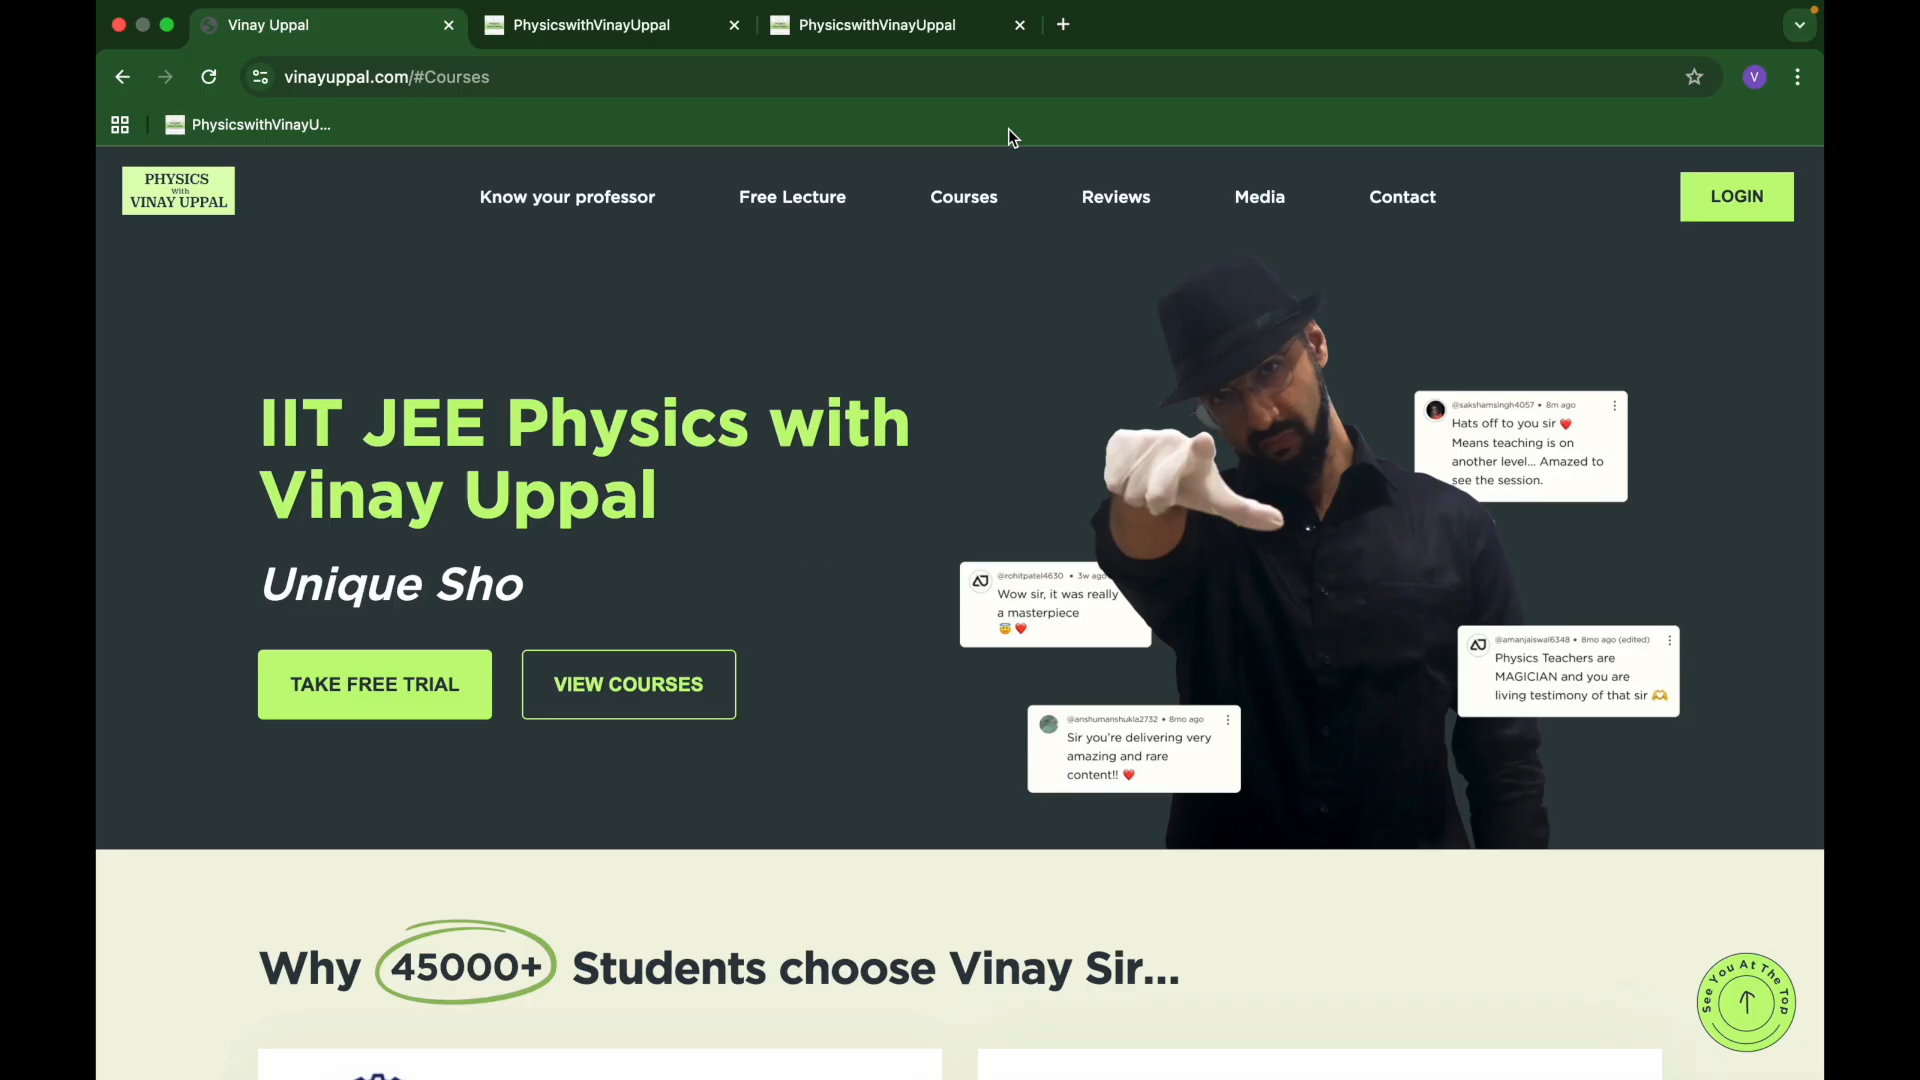 Vinay Uppal
PhysicswithVinayUppal
PhysicswithVinayUppal
vinayuppal.com/#Courses
V
PhysicswithVinayU...
PHYSICS
With
VINAY UPPAL
Know your professor
Free Lecture
Courses
Reviews
Media
Contact
LOGIN
IIT JEE Physics with
Vinay Uppal
Unique Sho
TAKE FREE TRIAL
VIEW COURSES
@sakshamsingh4057 • 8m ago
Hats off to you sir ❤️
Means teaching is on
another level... Amazed to
see the session.
@rohitpatel4630 • 3w ago
Wow sir, it was really
a masterpiece
😇❤️
@amanjaiswal6348 • 8mo ago (edited)
Physics Teachers are
MAGICIAN and you are
living testimony of that sir 🫶
@anshumanshukla2732 • 8mo ago
Sir you're delivering very
amazing and rare
content!! ❤️
Why 45000+ Students choose Vinay Sir...
See You At The Top